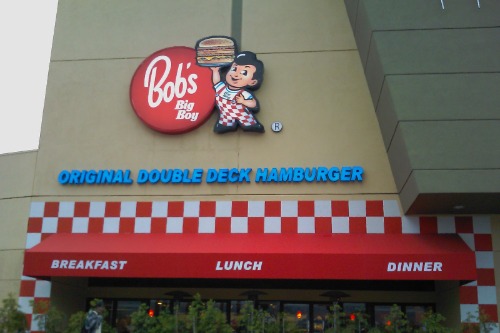 Bob's
Big
Boy
®
ORIGINAL DOUBLE DECK HAMBURGER
BREAKFAST LUNCH DINNER